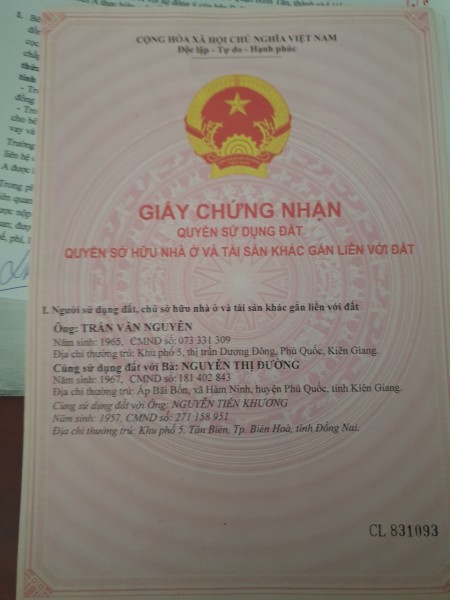 CỘNG HÒA XÃ HỘI CHỦ NGHĨA VIỆT NAM
Độc lập - Tự do - Hạnh phúc
GIẤY CHỨNG NHẬN
QUYỀN SỬ DỤNG ĐẤT
QUYỀN SỞ HỮU NHÀ Ở VÀ TÀI SẢN KHÁC GẮN LIỀN VỚI ĐẤT
I. Người sử dụng đất, chủ sở hữu nhà ở và tài sản khác gắn liền với đất
Ông: TRẦN VĂN NGUYÊN
Năm sinh: 1965, CMND số: 073 331 309
Địa chỉ thường trú: Khu phố 5, thị trấn Dương Đông, Phú Quốc, Kiên Giang.
Cùng sử dụng đất với Bà: NGUYỄN THỊ ĐƯỜNG
Năm sinh: 1967, CMND số: 181 402 843
Địa chỉ thường trú: Ấp Bãi Bổn, xã Hàm Ninh, huyện Phú Quốc, tỉnh Kiên Giang.
Cùng sử dụng đất với Ông: NGUYỄN TIẾN KHƯƠNG
Năm sinh: 1957, CMND số: 271 158 951
Địa chỉ thường trú: Khu phố 5, Tân Biên, Tp. Biên Hoà, tỉnh Đồng Nai.
CL 831093